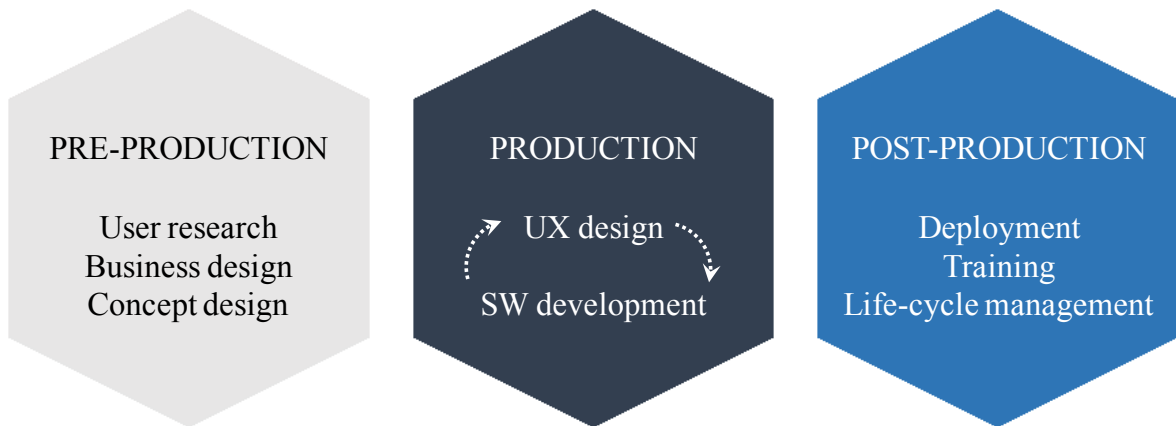 PRE-PRODUCTION
User research
Business design
Concept design
PRODUCTION
UX design
SW development
POST-PRODUCTION
Deployment
Training
Life-cycle management